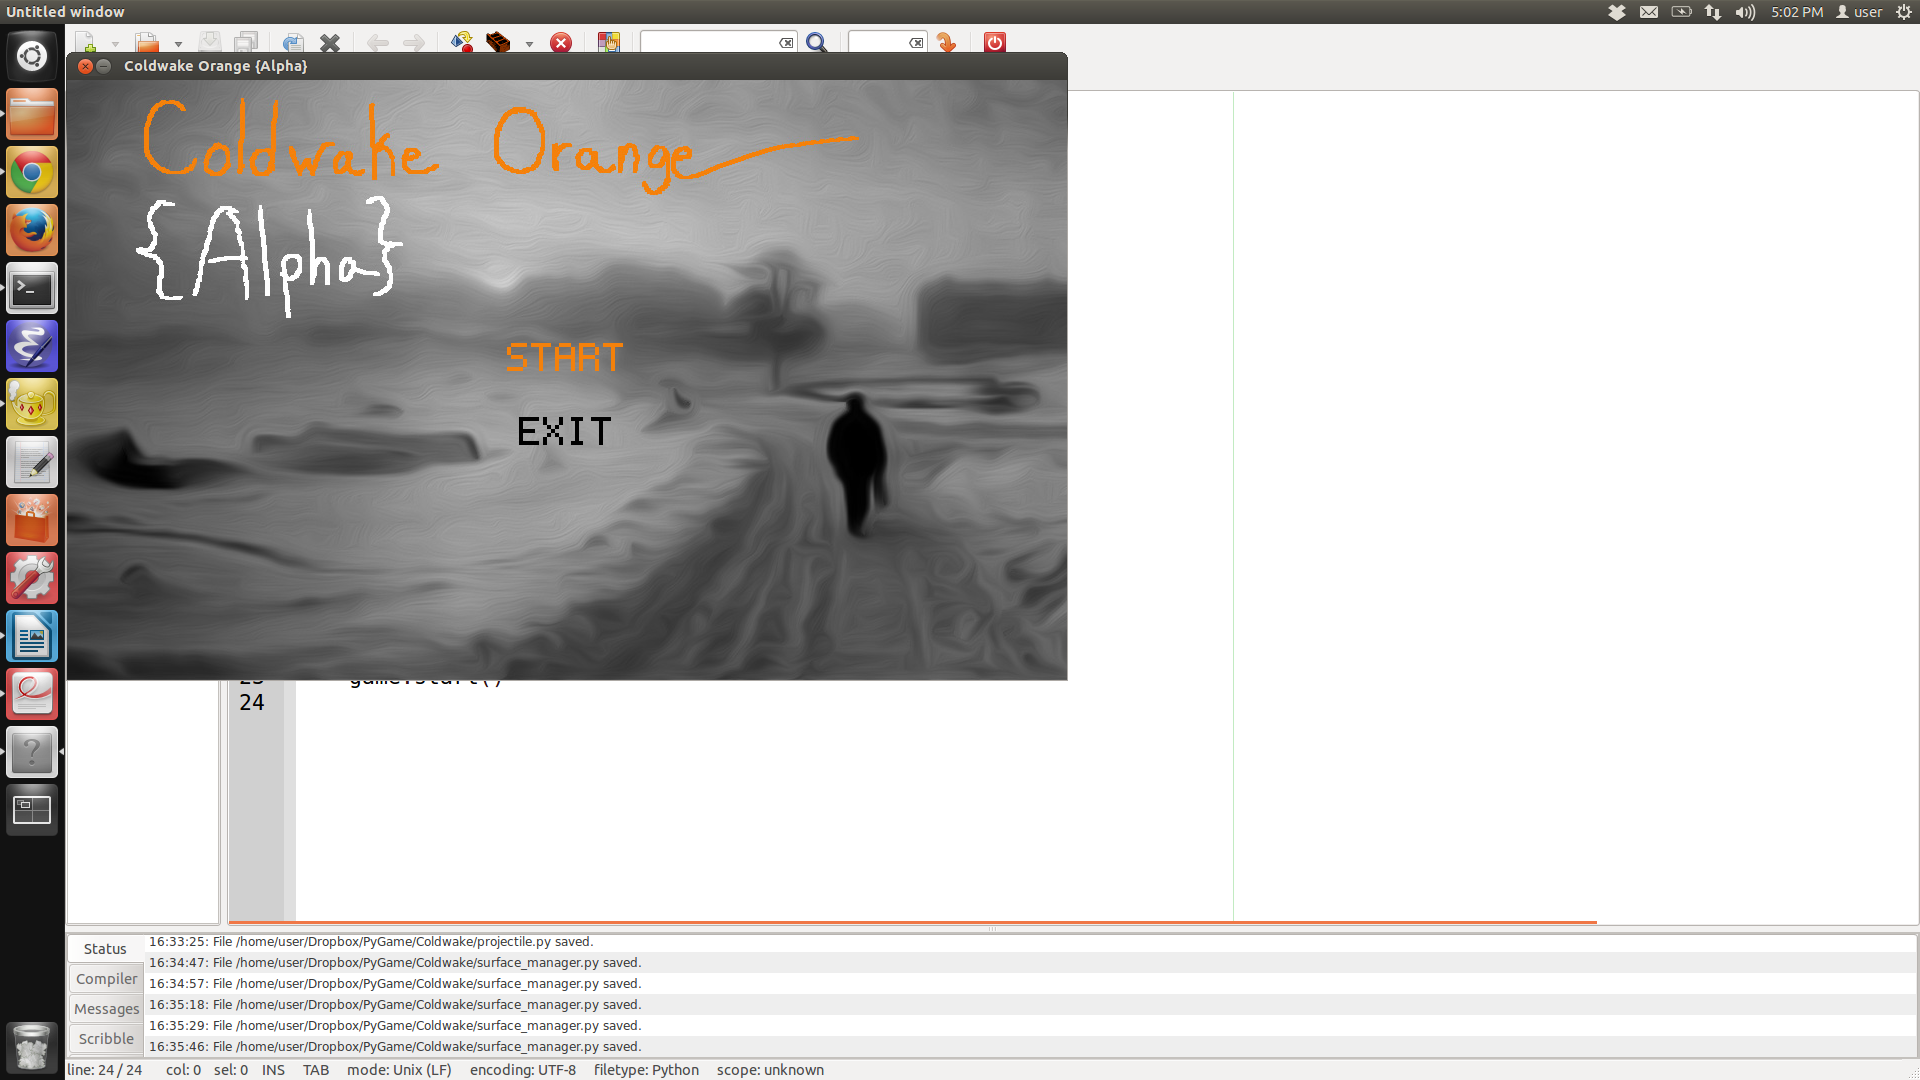 Untitled window
5:02 PM
user
Coldwake Orange {Alpha}
Coldwake Orange
{Alpha}
START
EXIT
24
Status
Compiler
Messages
Scribble
16:33:25: File /home/user/Dropbox/PyGame/Coldwake/projectile.py saved.
16:34:47: File /home/user/Dropbox/PyGame/Coldwake/surface_manager.py saved.
16:34:57: File /home/user/Dropbox/PyGame/Coldwake/surface_manager.py saved.
16:35:18: File /home/user/Dropbox/PyGame/Coldwake/surface_manager.py saved.
16:35:29: File /home/user/Dropbox/PyGame/Coldwake/surface_manager.py saved.
16:35:46: File /home/user/Dropbox/PyGame/Coldwake/surface_manager.py saved.
line: 24 / 24 col: 0 sel: 0 INS TAB mode: Unix (LF) encoding: UTF-8 filetype: Python scope: unknown